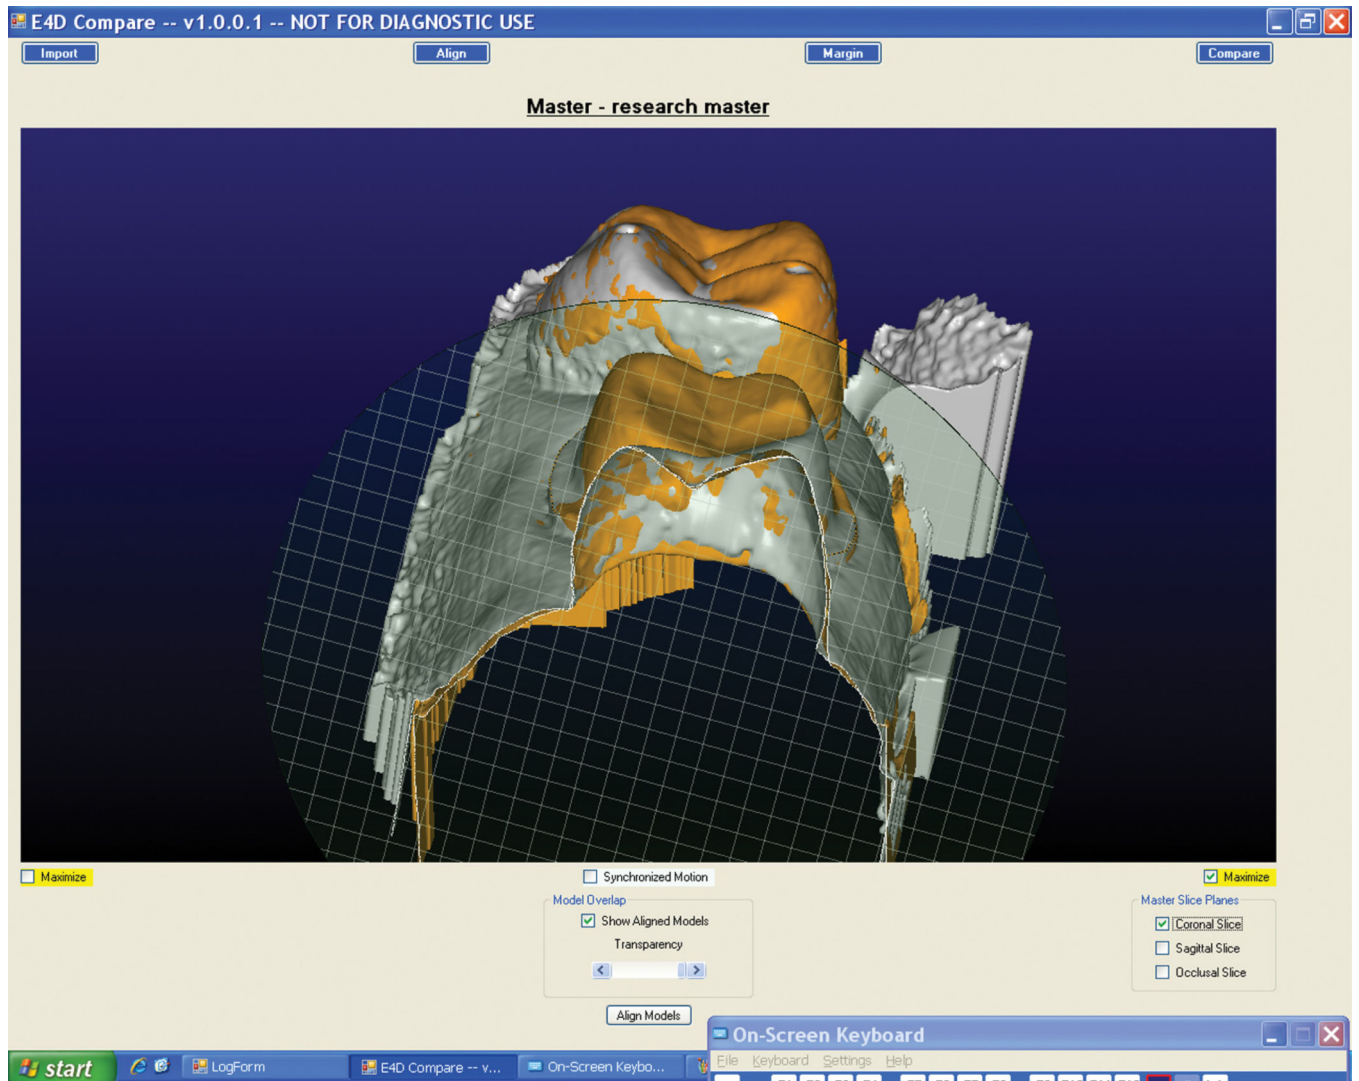 E4D Compare -- v1.0.0.1 -- NOT FOR DIAGNOSTIC USE
Import Align Margin Compare
Master - research master
Maximize Synchronized Motion Maximize
Model Overlap Master Slice Planes
Show Aligned Models Coronal Slice
Transparency Sagittal Slice
Occlusal Slice
Align Models
On-Screen Keyboard
File Keyboard Settings Help
start LogForm E4D Compare -- v... On-Screen Keybo...